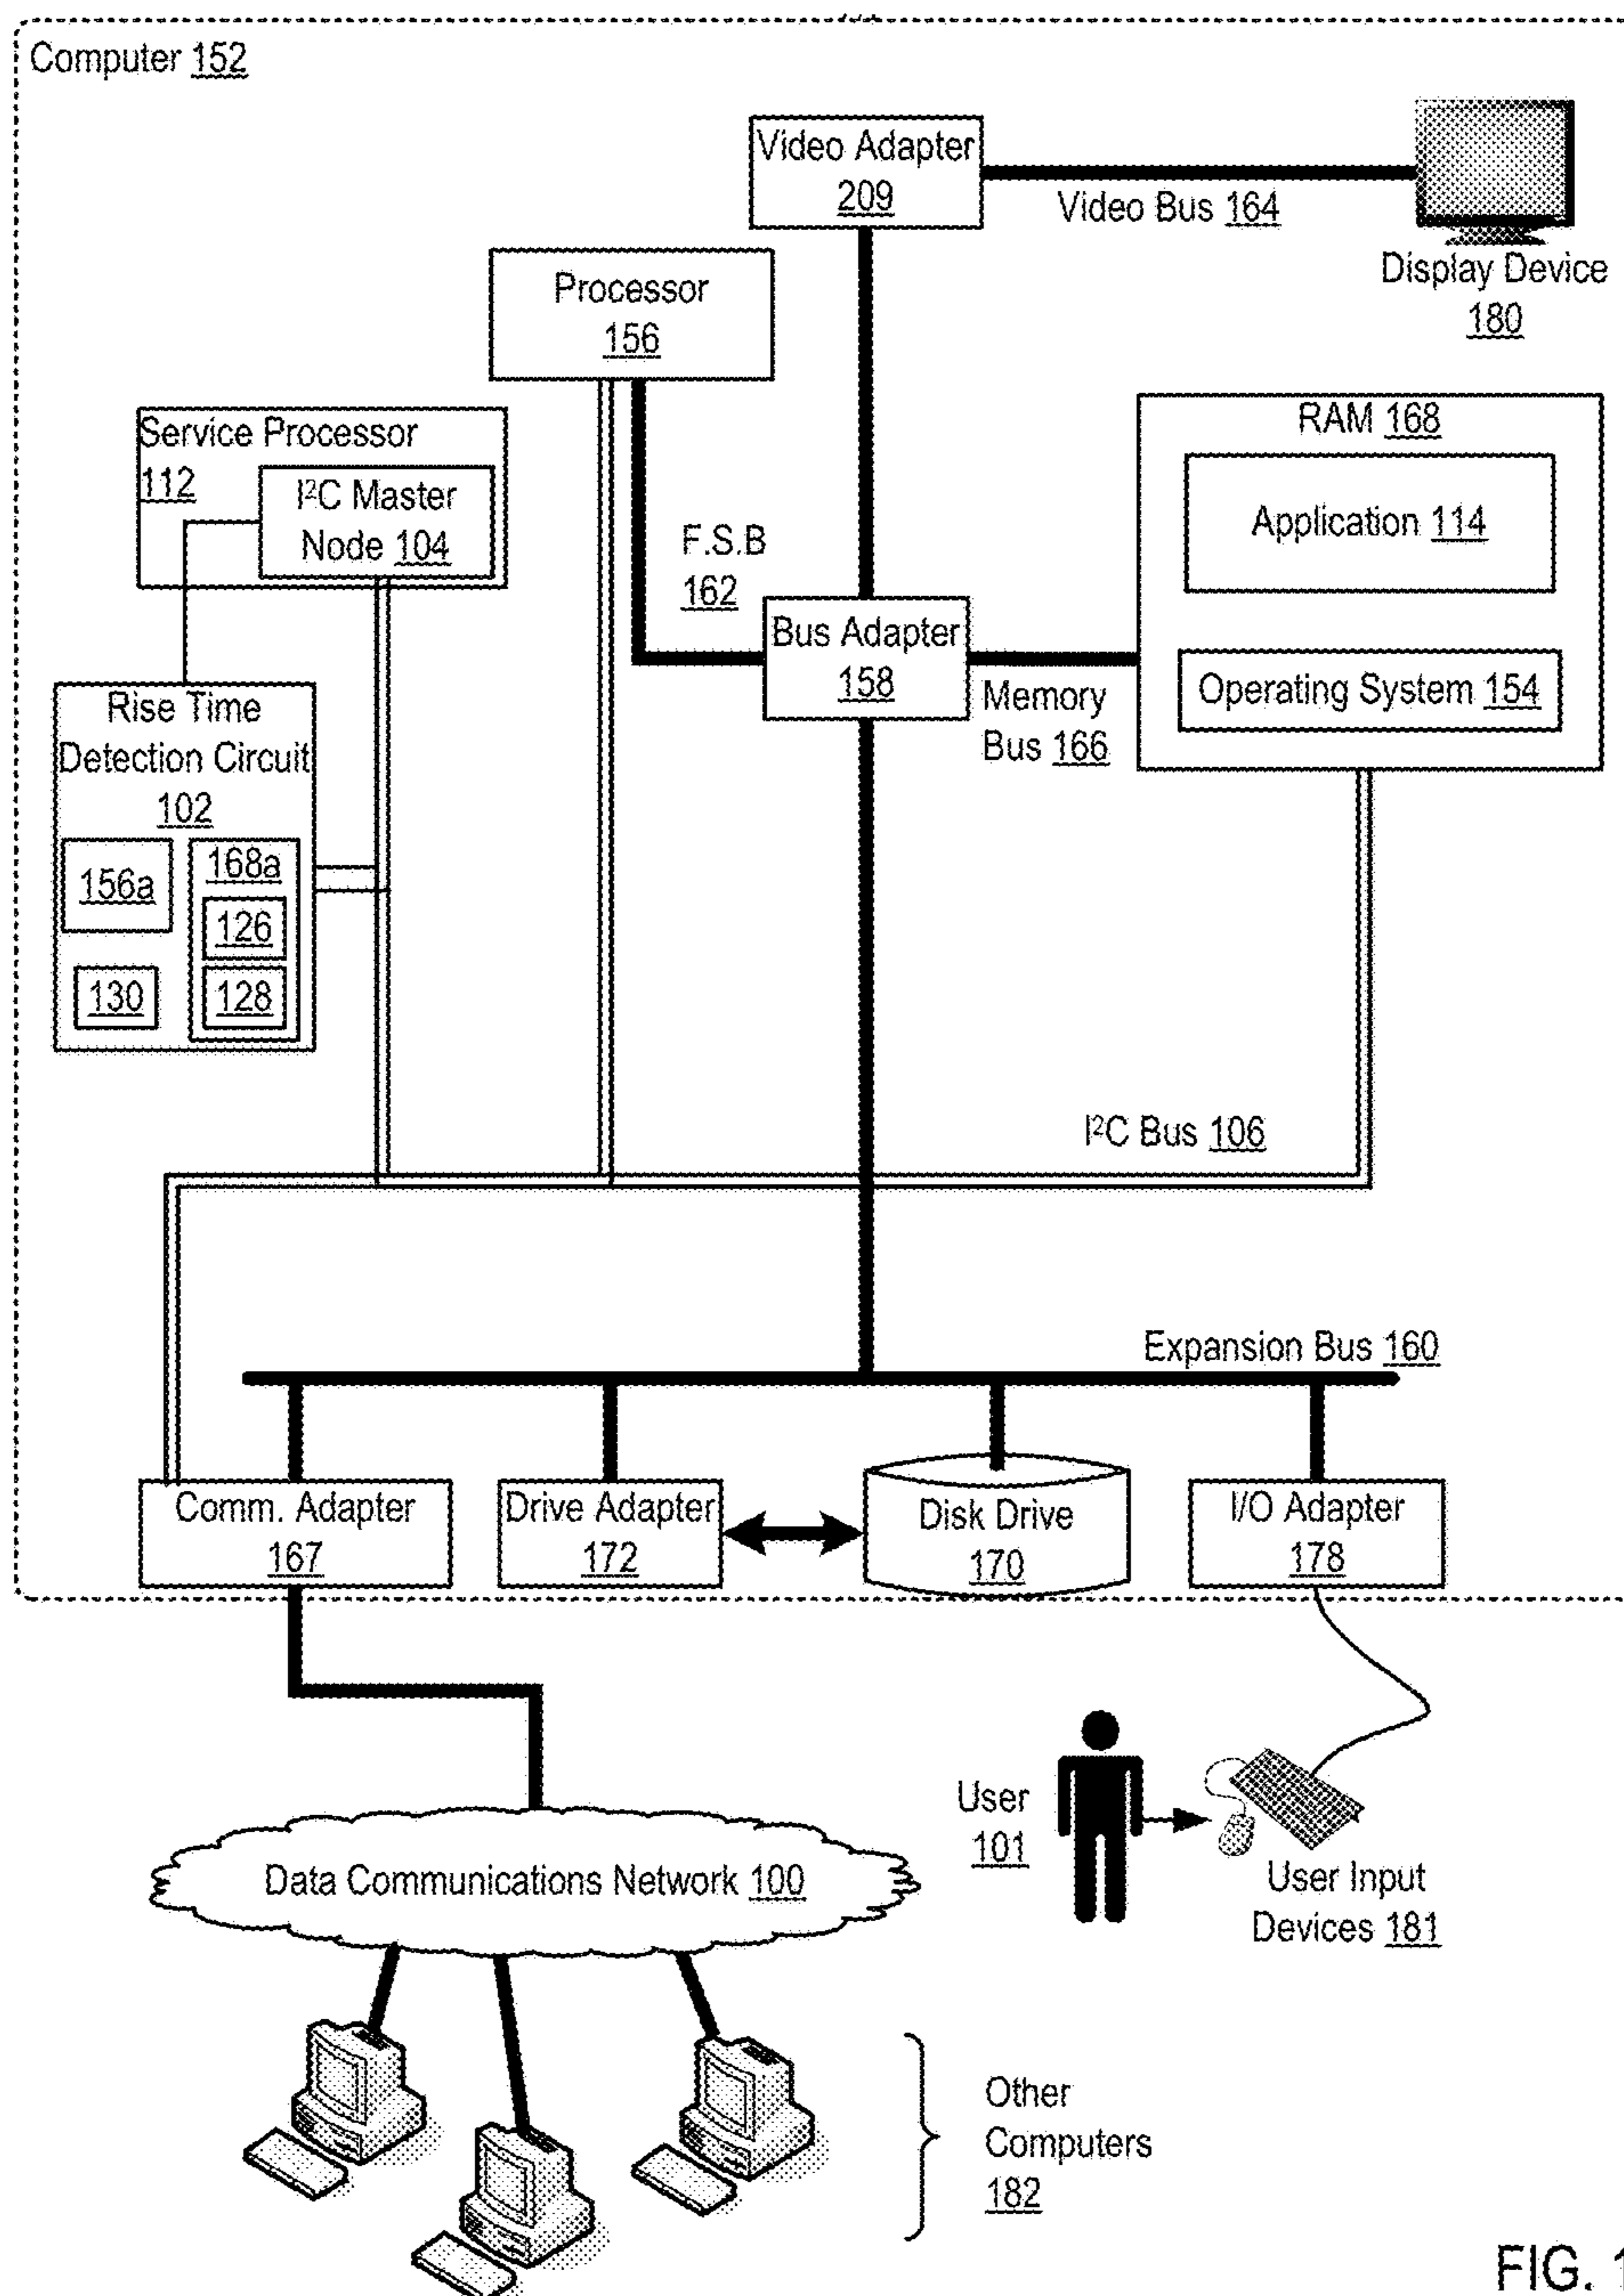 Computer 152
Video Adapter
209
Video Bus 164
Display Device
180
Processor
156
Service Processor
112
I²C Master
Node 104
F.S.B
162
RAM 168
Application 114
Operating System 154
Bus Adapter
158
Memory
Bus 166
Rise Time
Detection Circuit
102
156a
168a
126
130
128
I²C Bus 106
Expansion Bus 160
Comm. Adapter
167
Drive Adapter
172
Disk Drive
170
I/O Adapter
178
User
101
User Input
Devices 181
Data Communications Network 100
Other
Computers
182
FIG. 1